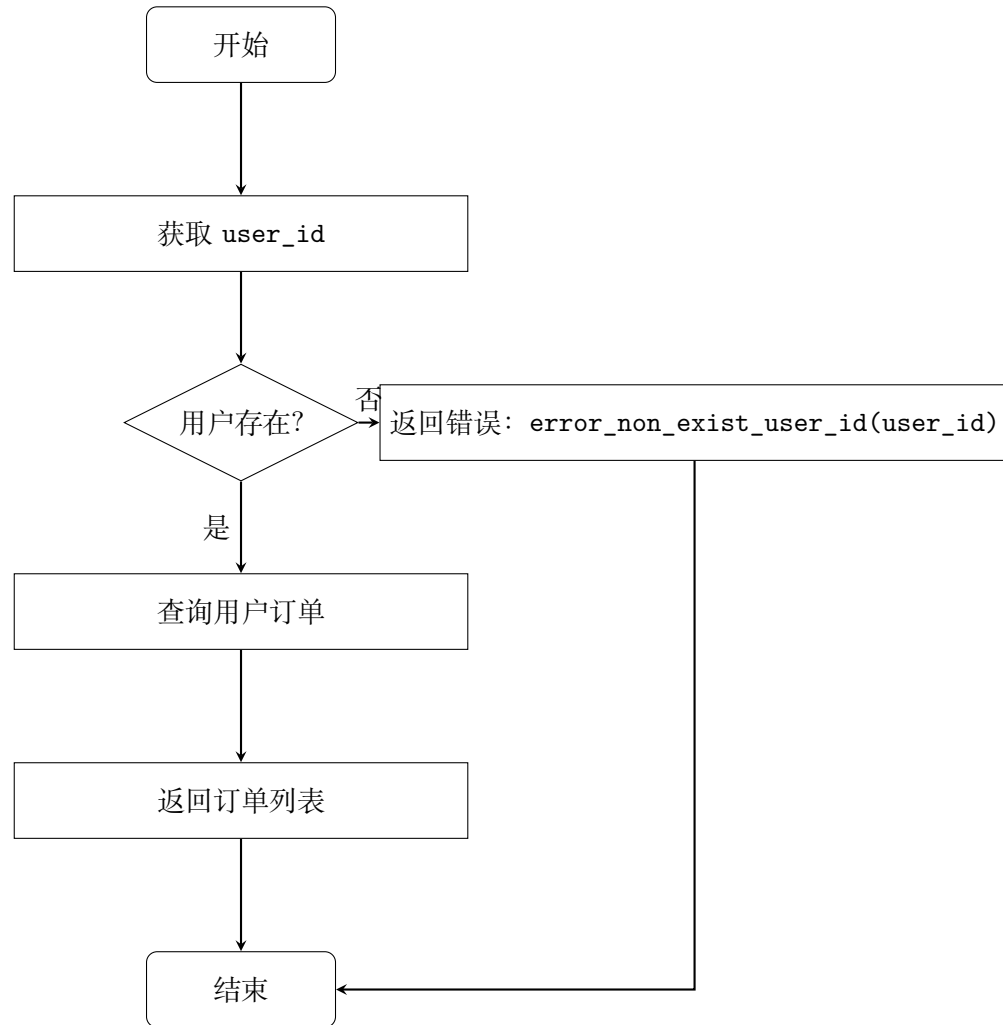 开始
获取 user_id
用户存在?
否
返回错误：error_non_exist_user_id(user_id)
是
查询用户订单
返回订单列表
结束